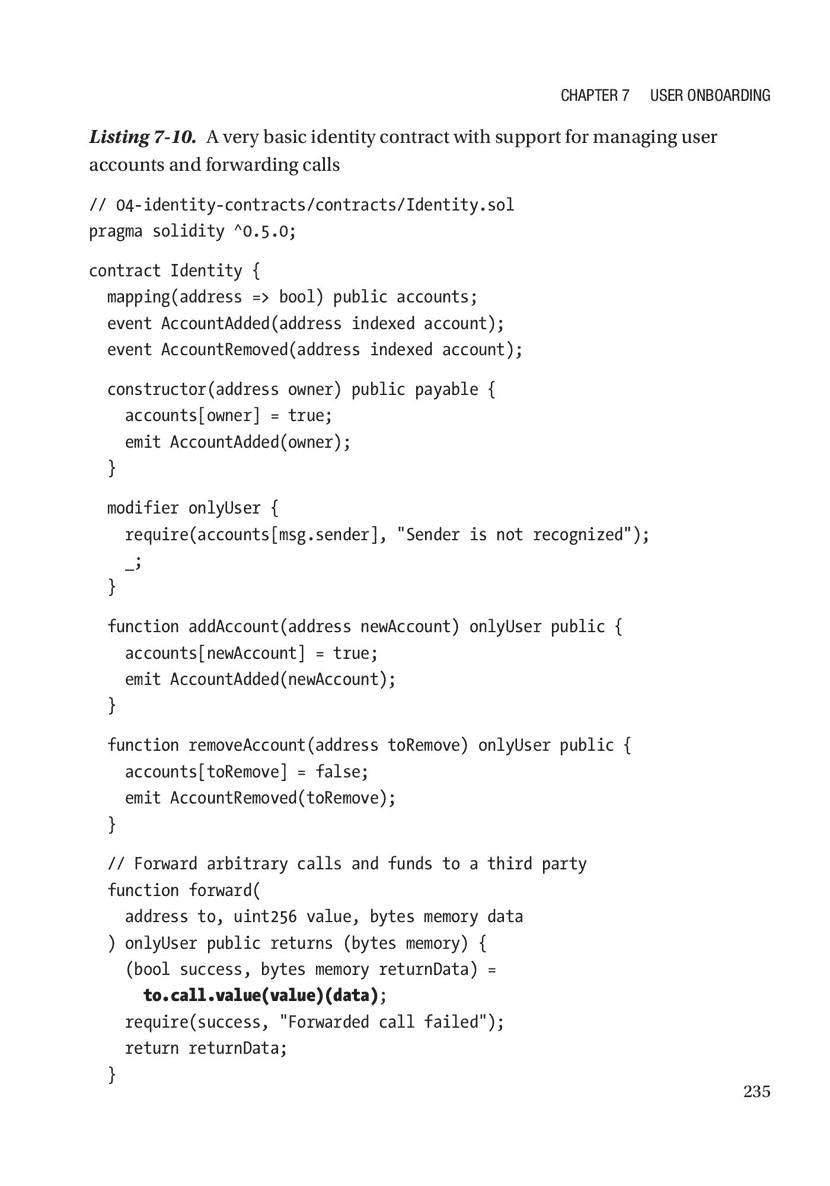 CHAPTER 7 USER ONBOARDING
Listing 7-10. A very basic identity contract with support for managing user
accounts and forwarding calls
// 04-identity-contracts/contracts/Identity.sol
pragma solidity ^0.5.0;
contract Identity {
  mapping(address => bool) public accounts;
  event AccountAdded(address indexed account);
  event AccountRemoved(address indexed account);
  constructor(address owner) public payable {
    accounts[owner] = true;
    emit AccountAdded(owner);
  }
  modifier onlyUser {
    require(accounts[msg.sender], "Sender is not recognized");
    _;
  }
  function addAccount(address newAccount) onlyUser public {
    accounts[newAccount] = true;
    emit AccountAdded(newAccount);
  }
  function removeAccount(address toRemove) onlyUser public {
    accounts[toRemove] = false;
    emit AccountRemoved(toRemove);
  }
  // Forward arbitrary calls and funds to a third party
  function forward(
    address to, uint256 value, bytes memory data
  ) onlyUser public returns (bytes memory) {
    (bool success, bytes memory returnData) =
      to.call.value(value)(data);
    require(success, "Forwarded call failed");
    return returnData;
  }
235